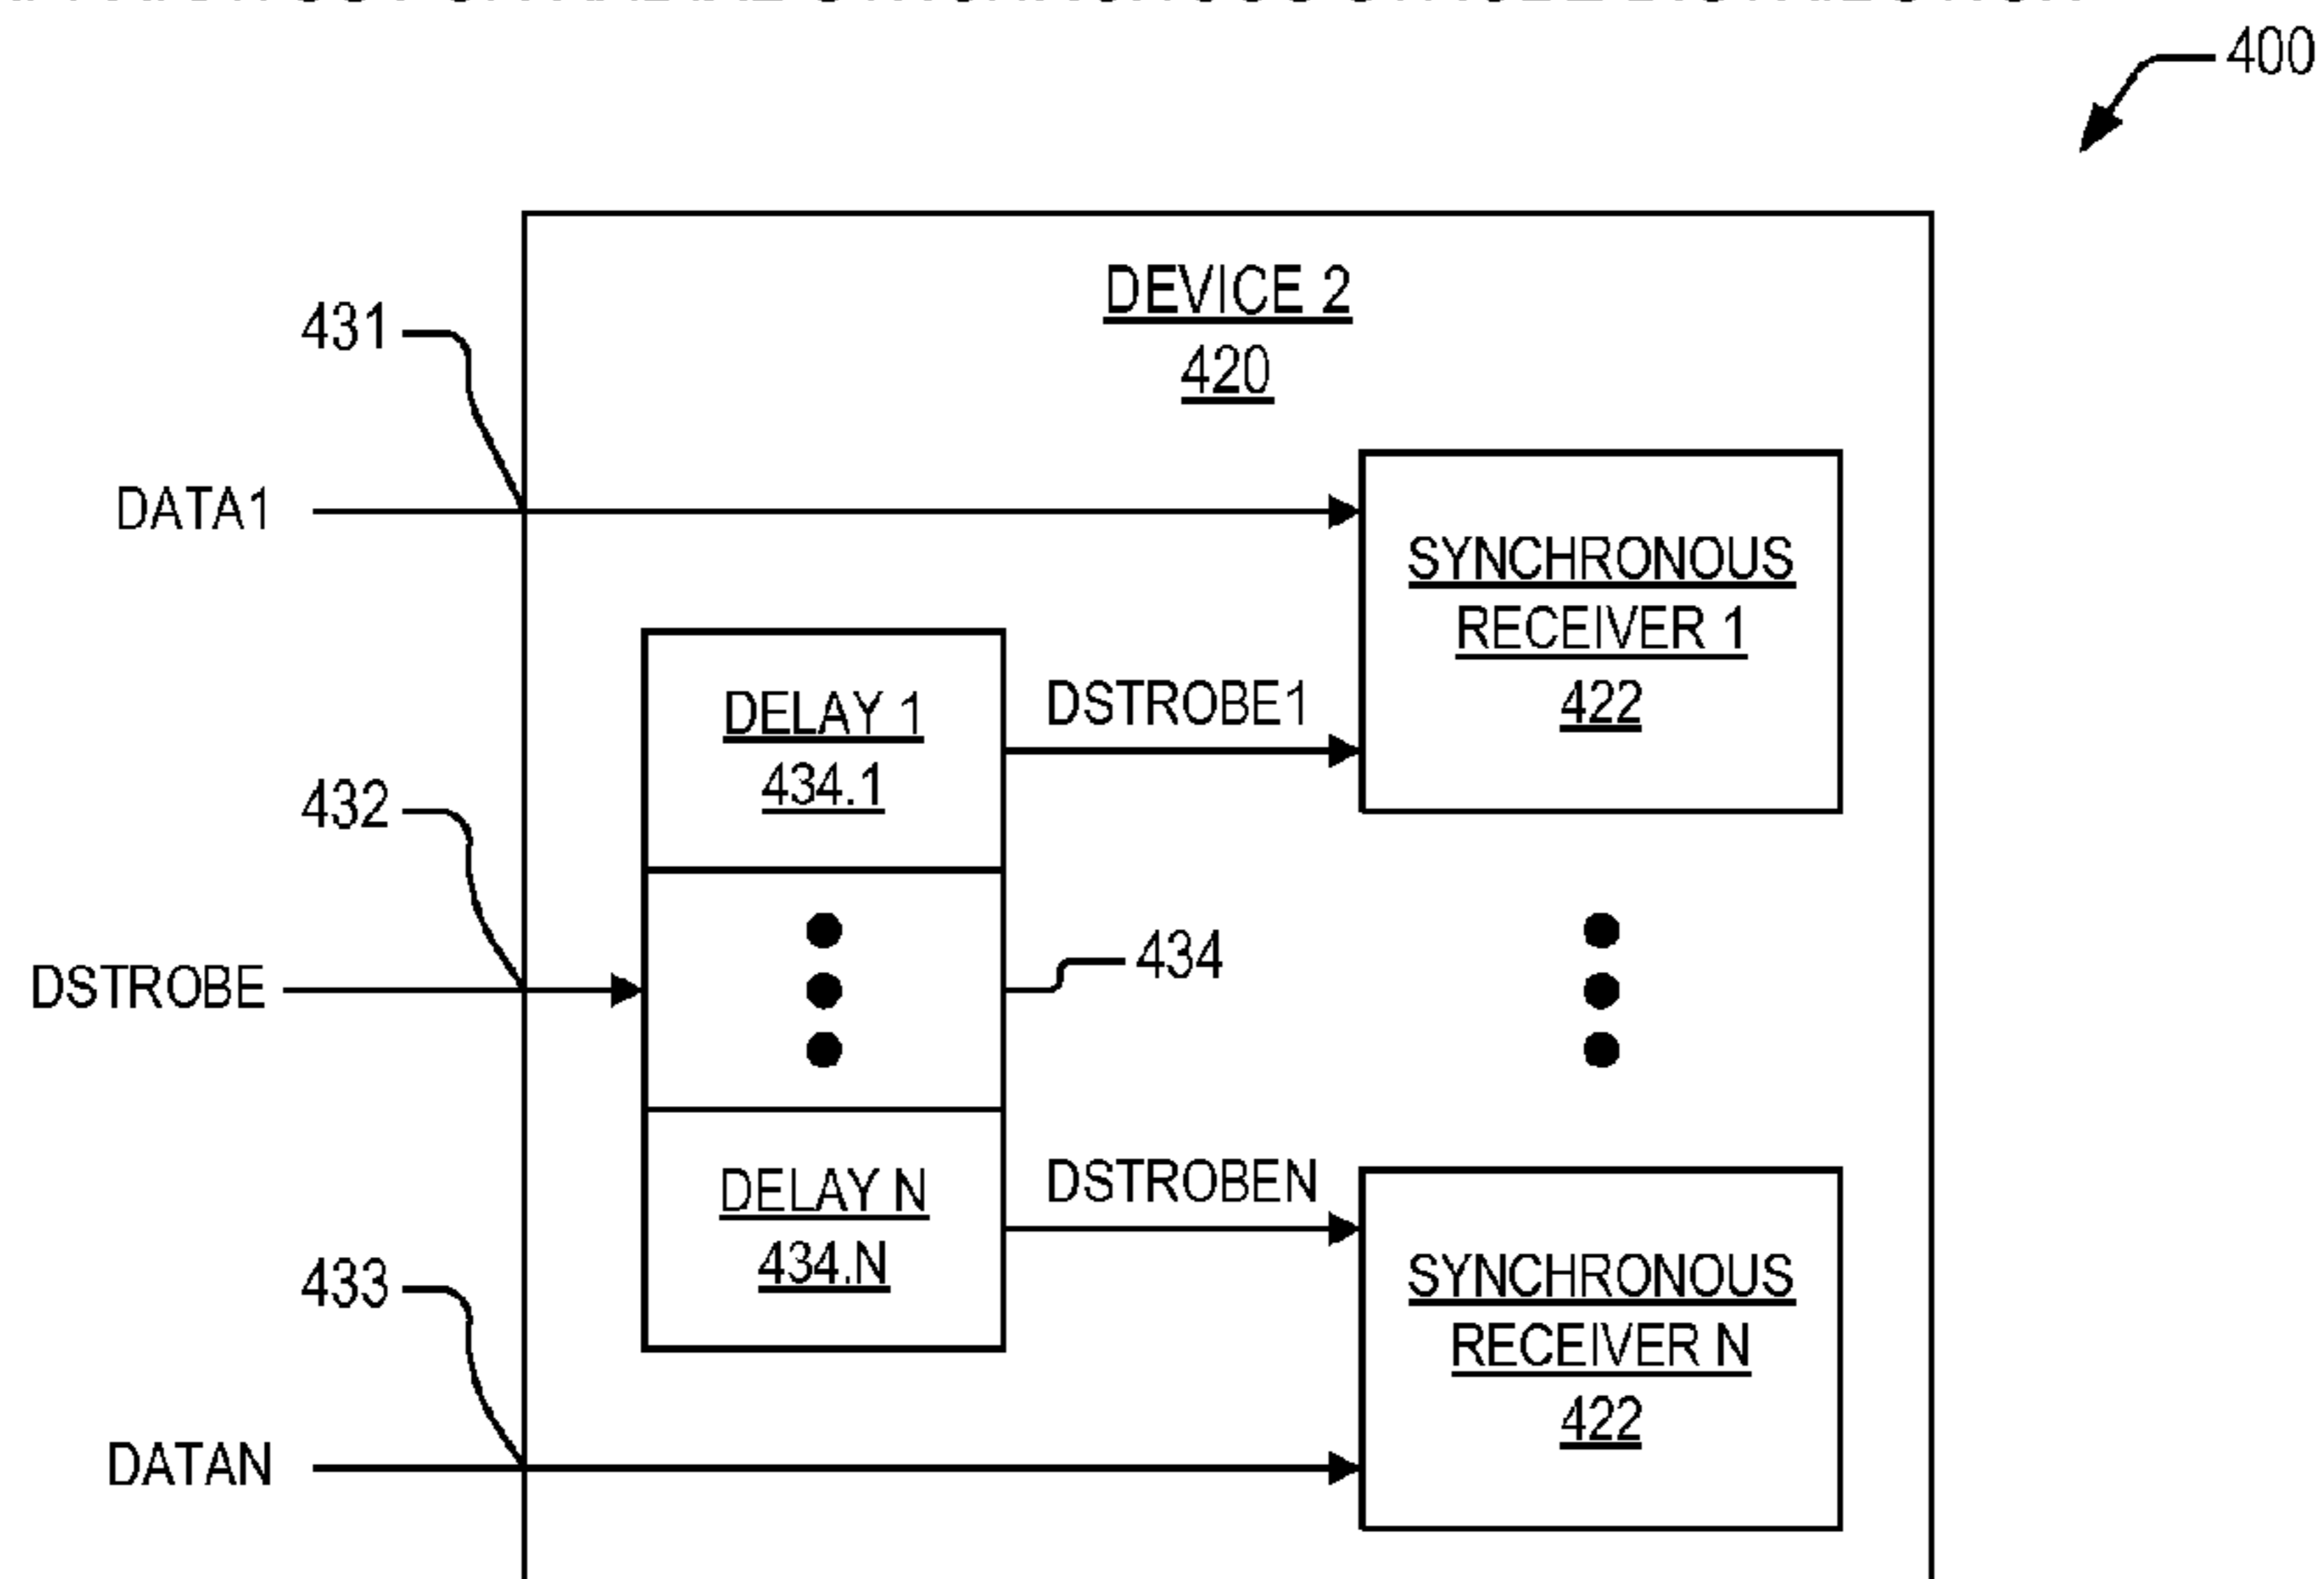 400
DEVICE 2
420
431
DATA1
SYNCHRONOUS
RECEIVER 1
422
DELAY 1
434.1
DSTROBE1
432
434
DSTROBE
DELAY N
434.N
DSTROBEN
433
SYNCHRONOUS
RECEIVER N
422
DATAN